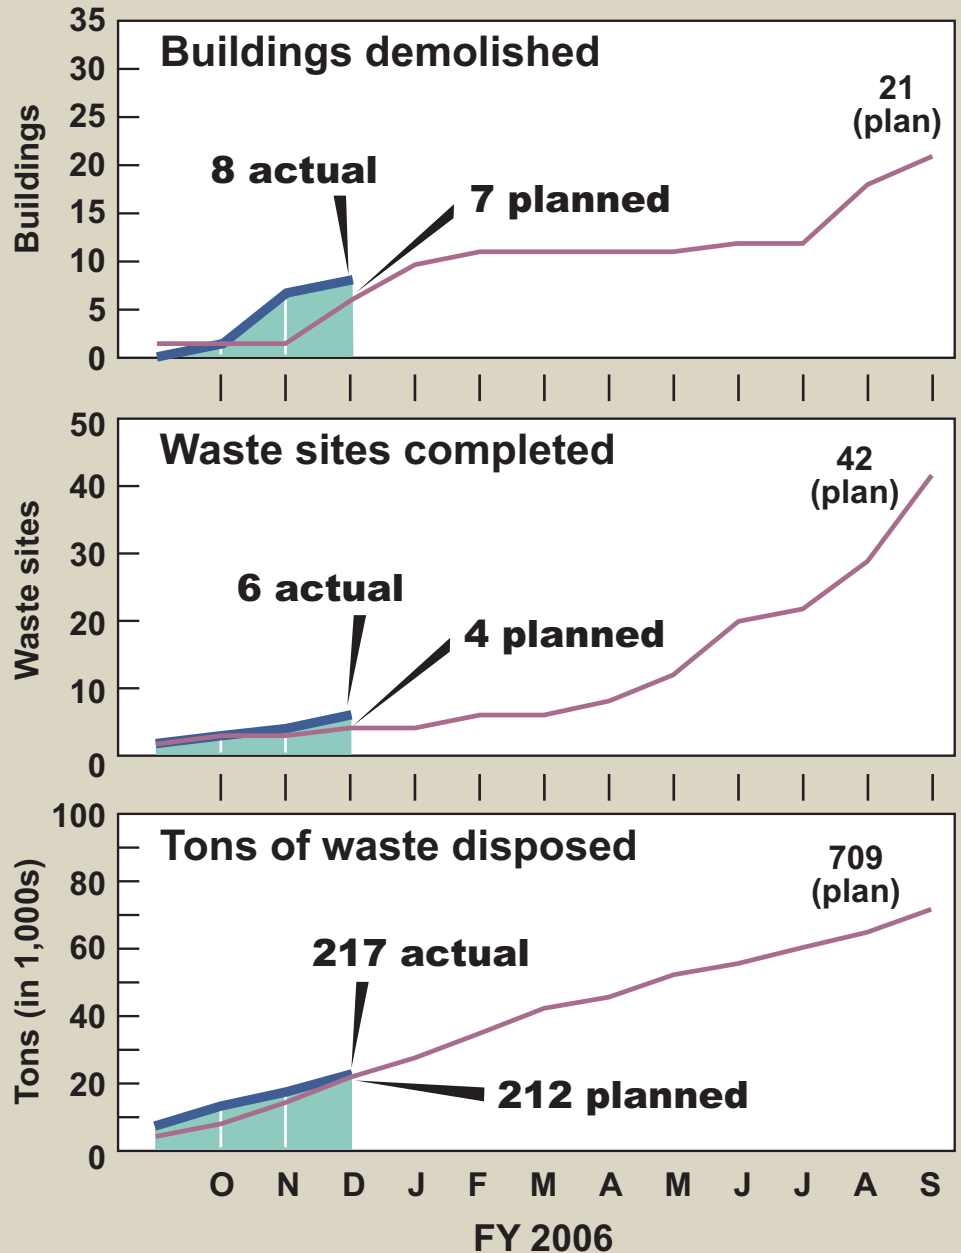 Buildings demolished
Buildings
35
30
25
20
15
10
5
0
21
(plan)
8 actual
7 planned
Waste sites completed
Waste sites
50
40
30
20
10
0
42
(plan)
6 actual
4 planned
Tons of waste disposed
Tons (in 1,000s)
100
80
60
40
20
0
709
(plan)
217 actual
212 planned
O N D J F M A M J J A S
FY 2006